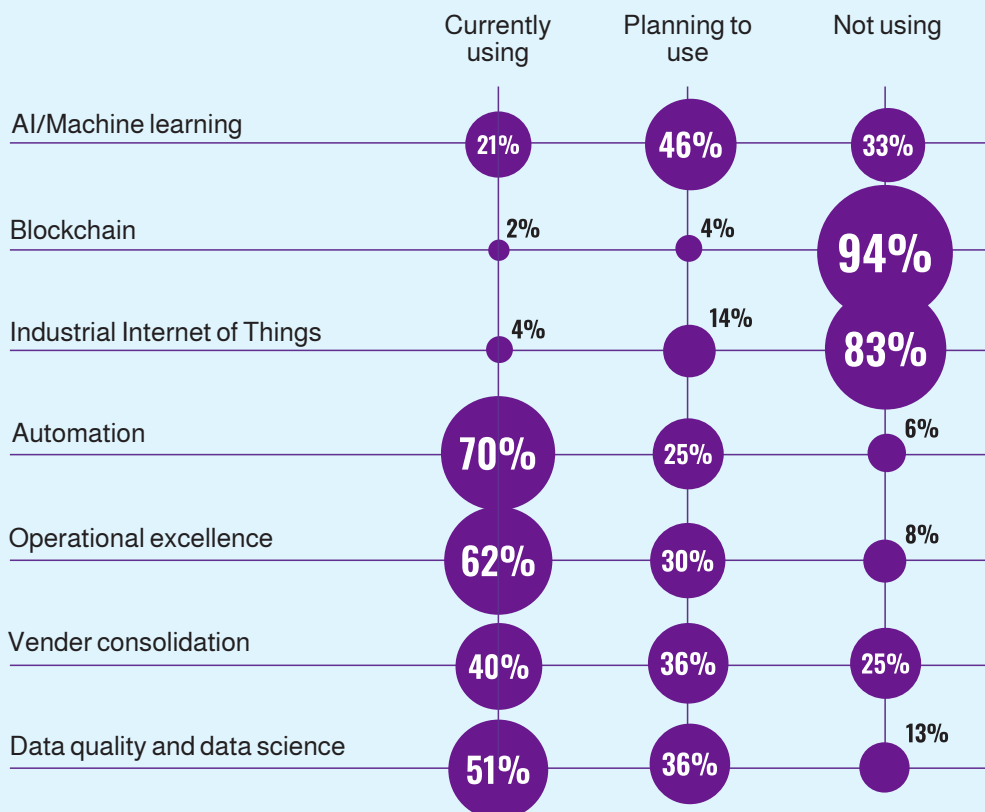 Currently using
Planning to use
Not using
AI/Machine learning
21%
46%
33%
Blockchain
2%
4%
94%
Industrial Internet of Things
4%
14%
83%
Automation
70%
25%
6%
Operational excellence
62%
30%
8%
Vender consolidation
40%
36%
25%
Data quality and data science
51%
36%
13%